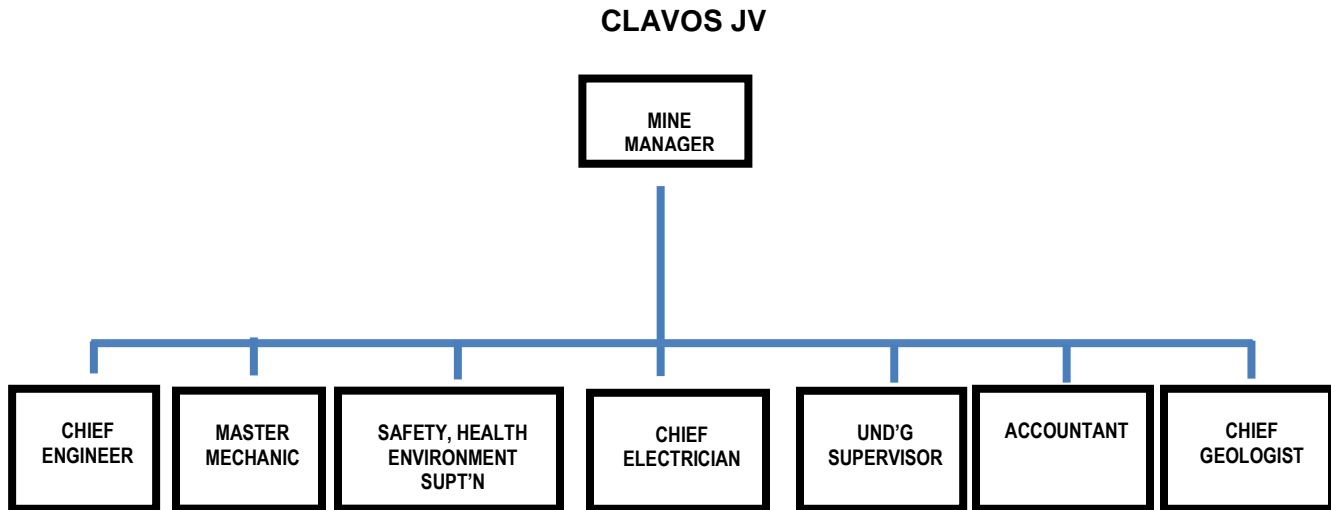 CLAVOS JV
MINE
MANAGER
CHIEF
ENGINEER
MASTER
MECHANIC
SAFETY, HEALTH
ENVIRONMENT
SUPT’N
CHIEF
ELECTRICIAN
UND’G
SUPERVISOR
ACCOUNTANT
CHIEF
GEOLOGIST